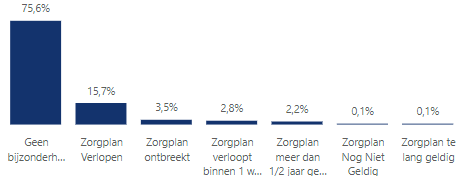 75,6%
15,7%
3,5%
2,8%
2,2%
0,1%
0,1%
Geen
bijzonderh...
Zorgplan
Verlopen
Zorgplan
ontbreekt
Zorgplan
verloopt
binnen 1 w...
Zorgplan
meer dan
1/2 jaar ge...
Zorgplan
Nog Niet
Geldig
Zorgplan te
lang geldig